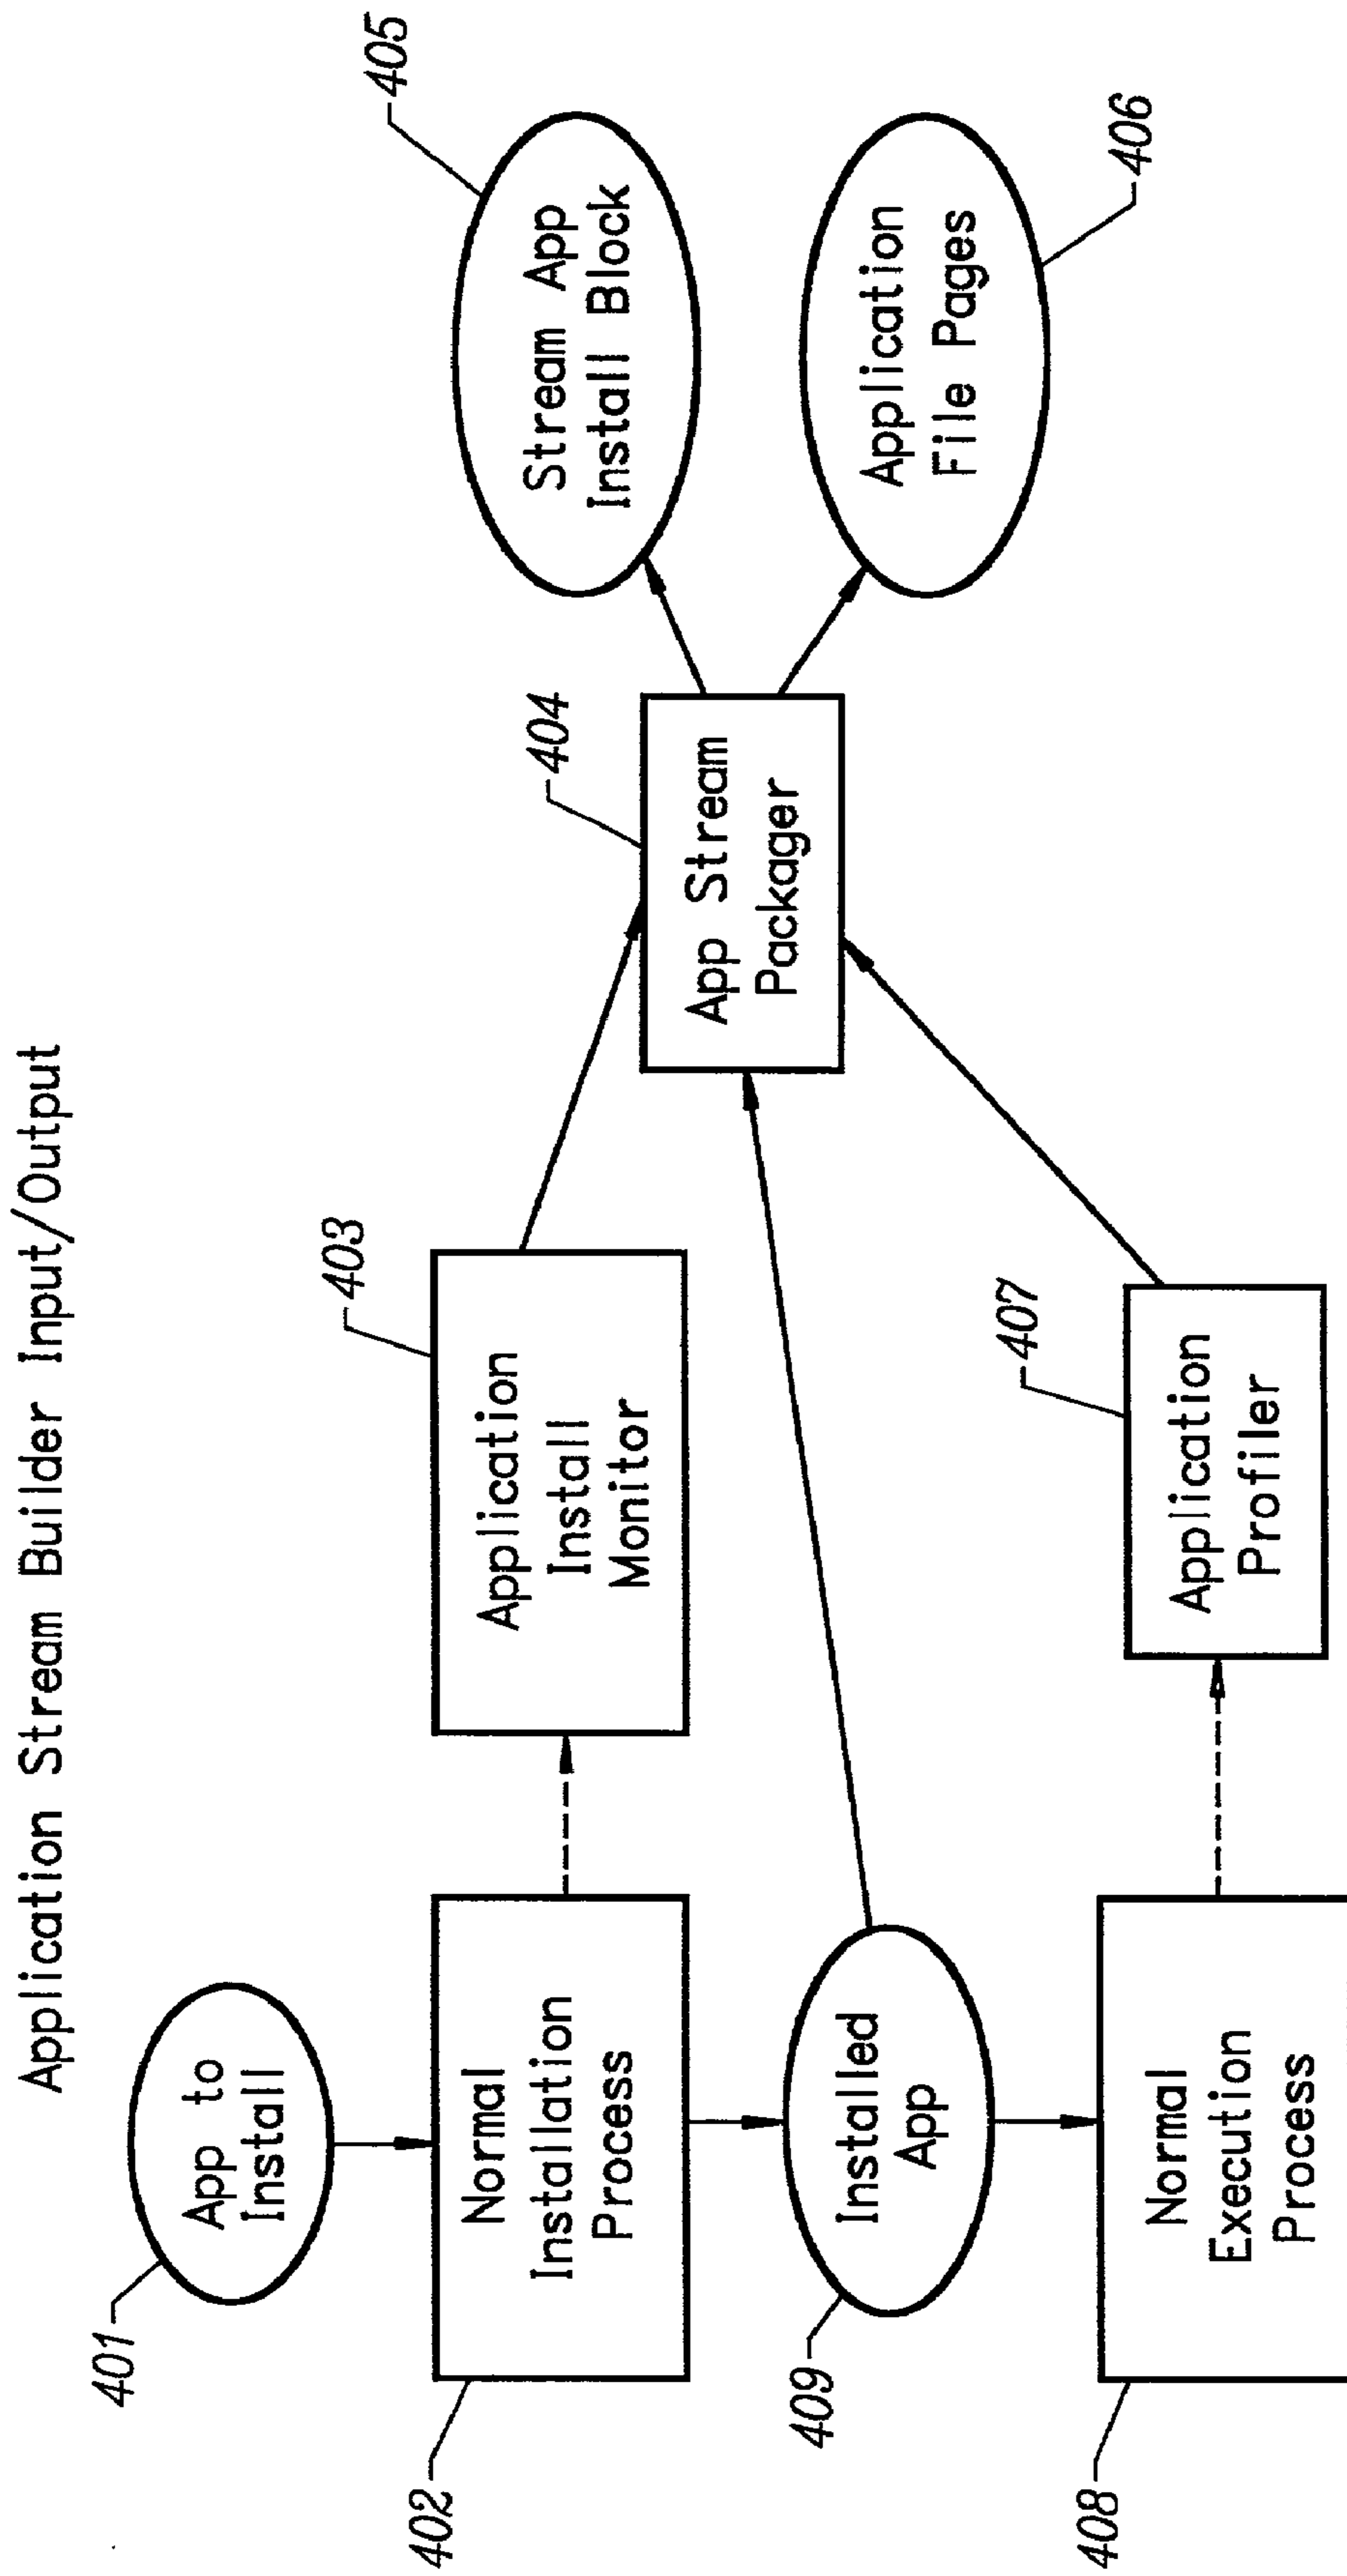 Application Stream Builder Input/Output
401
App to
Install
402
Normal
Installation
Process
403
Application
Install
Monitor
404
App Stream
Packager
405
Stream App
Install Block
406
Application
File Pages
409
Installed
App
407
Application
Profiler
408
Normal
Execution
Process